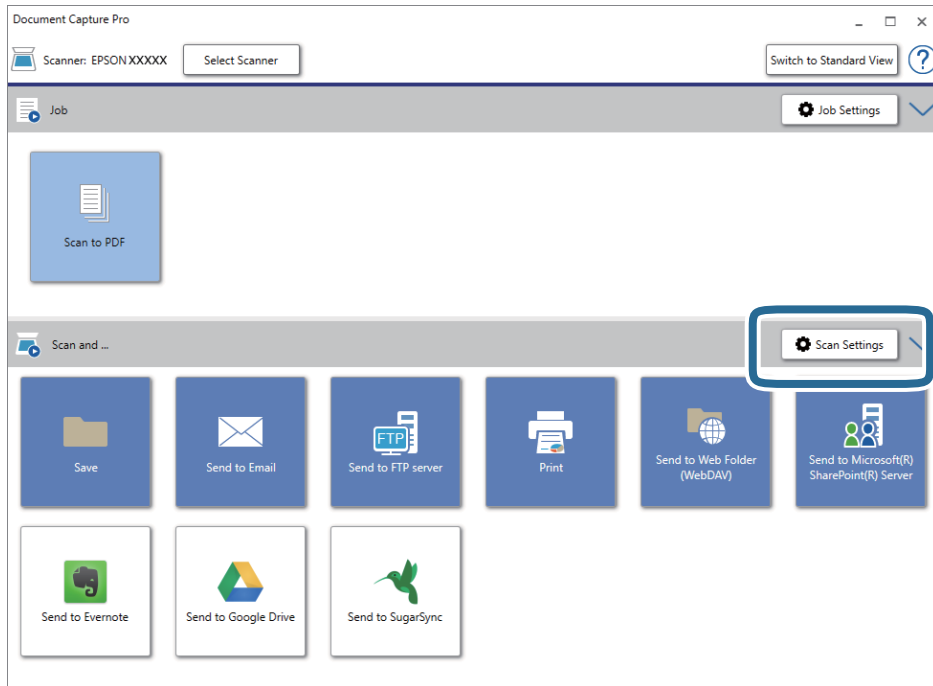 Document Capture Pro
Scanner: EPSON XXXXX
Select Scanner
Switch to Standard View
?
Job
Job Settings
Scan to PDF
Scan and ...
Scan Settings
Save
Send to Email
FTP
Send to FTP server
Print
Send to Web Folder
(WebDAV)
Send to Microsoft(R)
SharePoint(R) Server
Send to Evernote
Send to Google Drive
Send to SugarSync